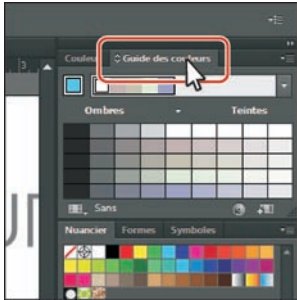 Couleu Guide des couleurs
Ombres - Teintes
Sans
Nuancier Formes Symboles